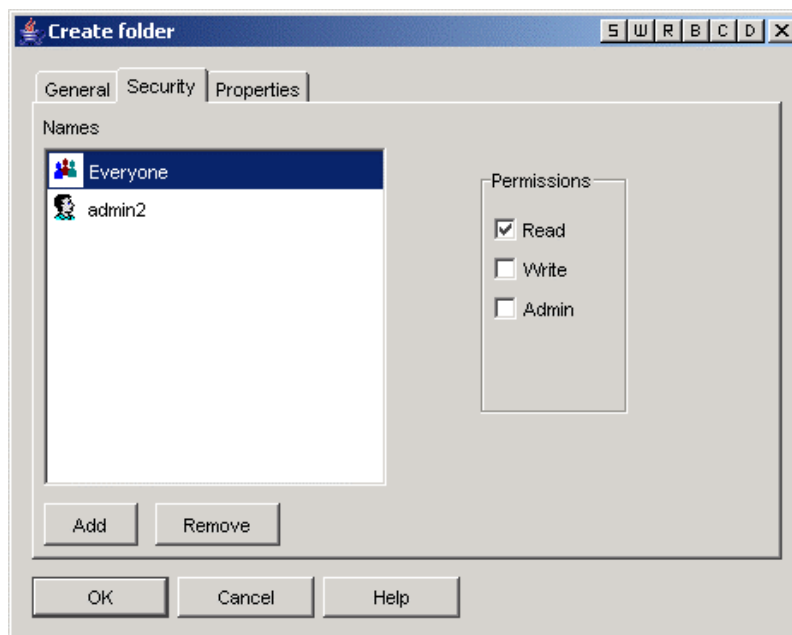 Create folder S W R B C D X
General Security Properties
Names
Everyone
admin2
Permissions
Read
Write
Admin
Add Remove
OK Cancel Help